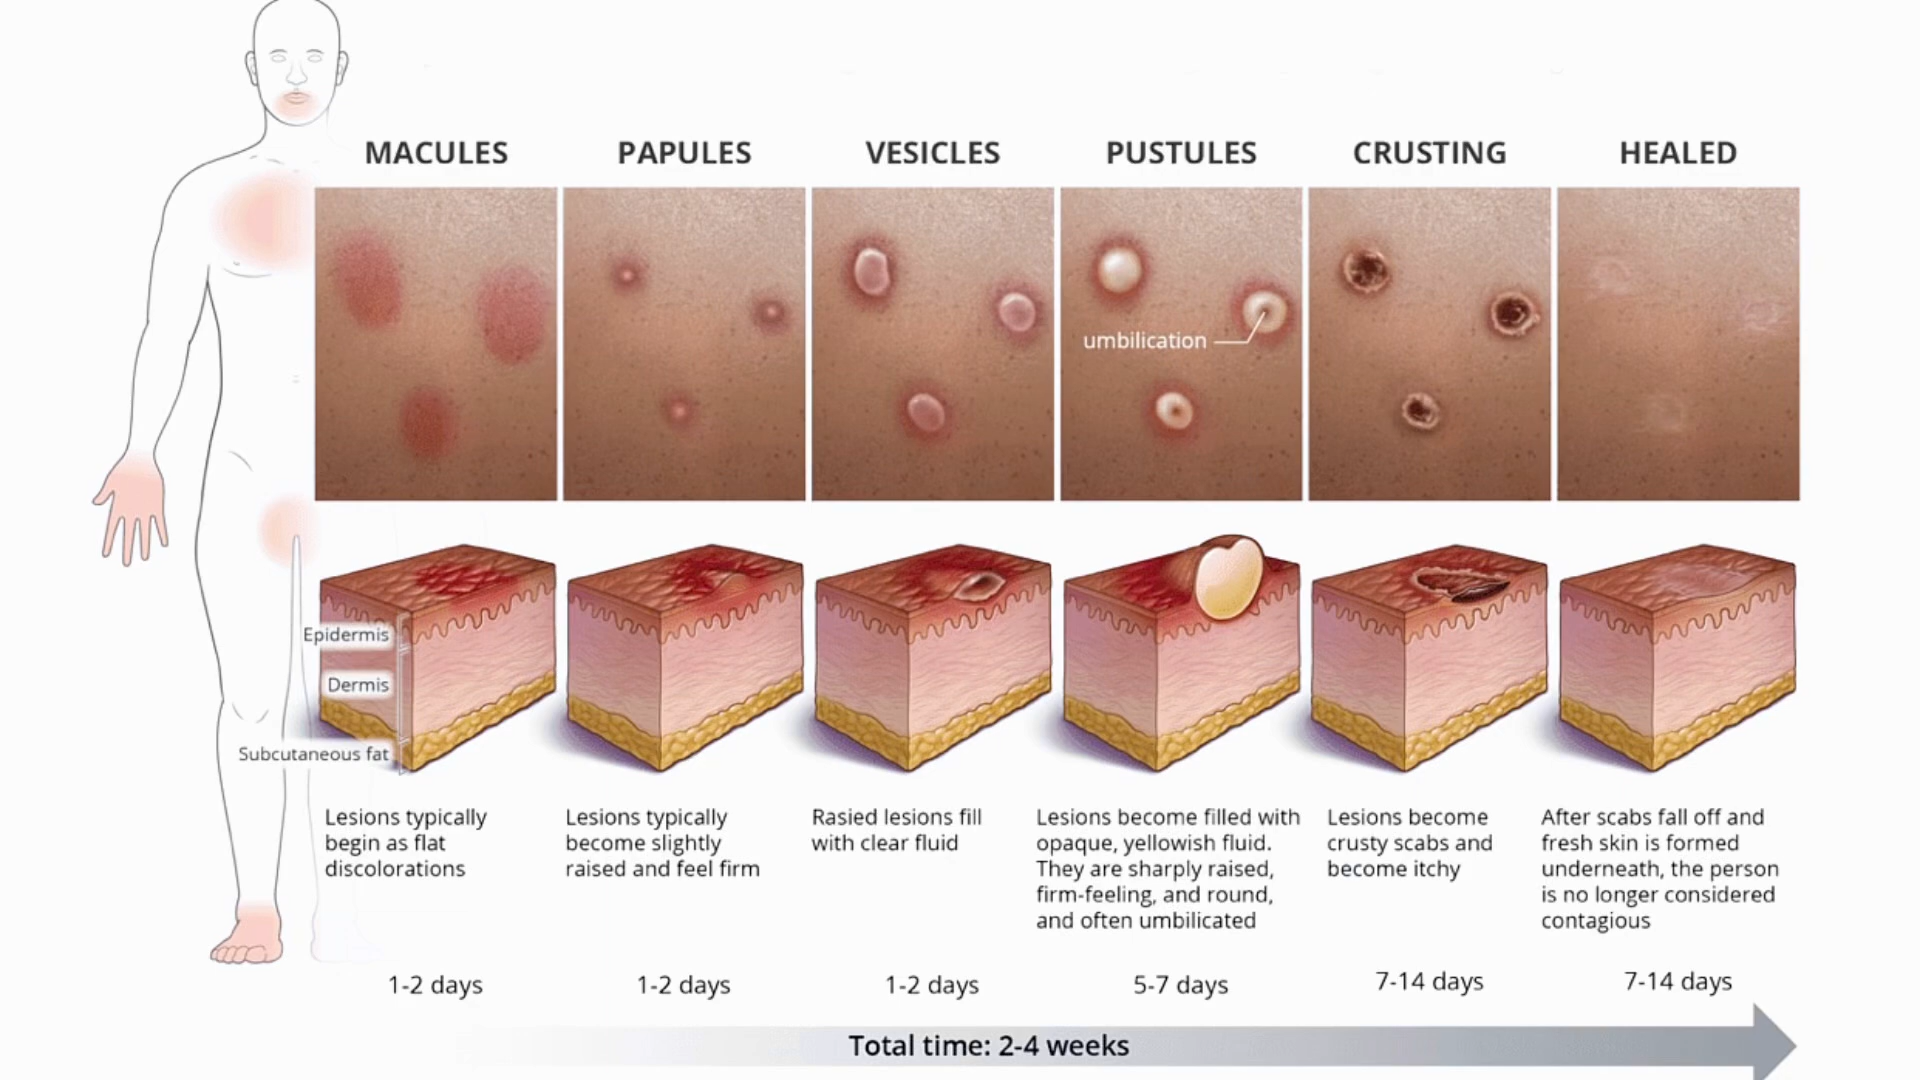 MACULES
PAPULES
VESICLES
PUSTULES
CRUSTING
HEALED
umbilication
Epidermis
Dermis
Subcutaneous fat
Lesions typically
begin as flat
discolorations
Lesions typically
become slightly
raised and feel firm
Rasied lesions fill
with clear fluid
Lesions become filled with
opaque, yellowish fluid.
They are sharply raised,
firm-feeling, and round,
and often umbilicated
Lesions become
crusty scabs and
become itchy
After scabs fall off and
fresh skin is formed
underneath, the person
is no longer considered
contagious
1-2 days
1-2 days
1-2 days
5-7 days
7-14 days
7-14 days
Total time: 2-4 weeks